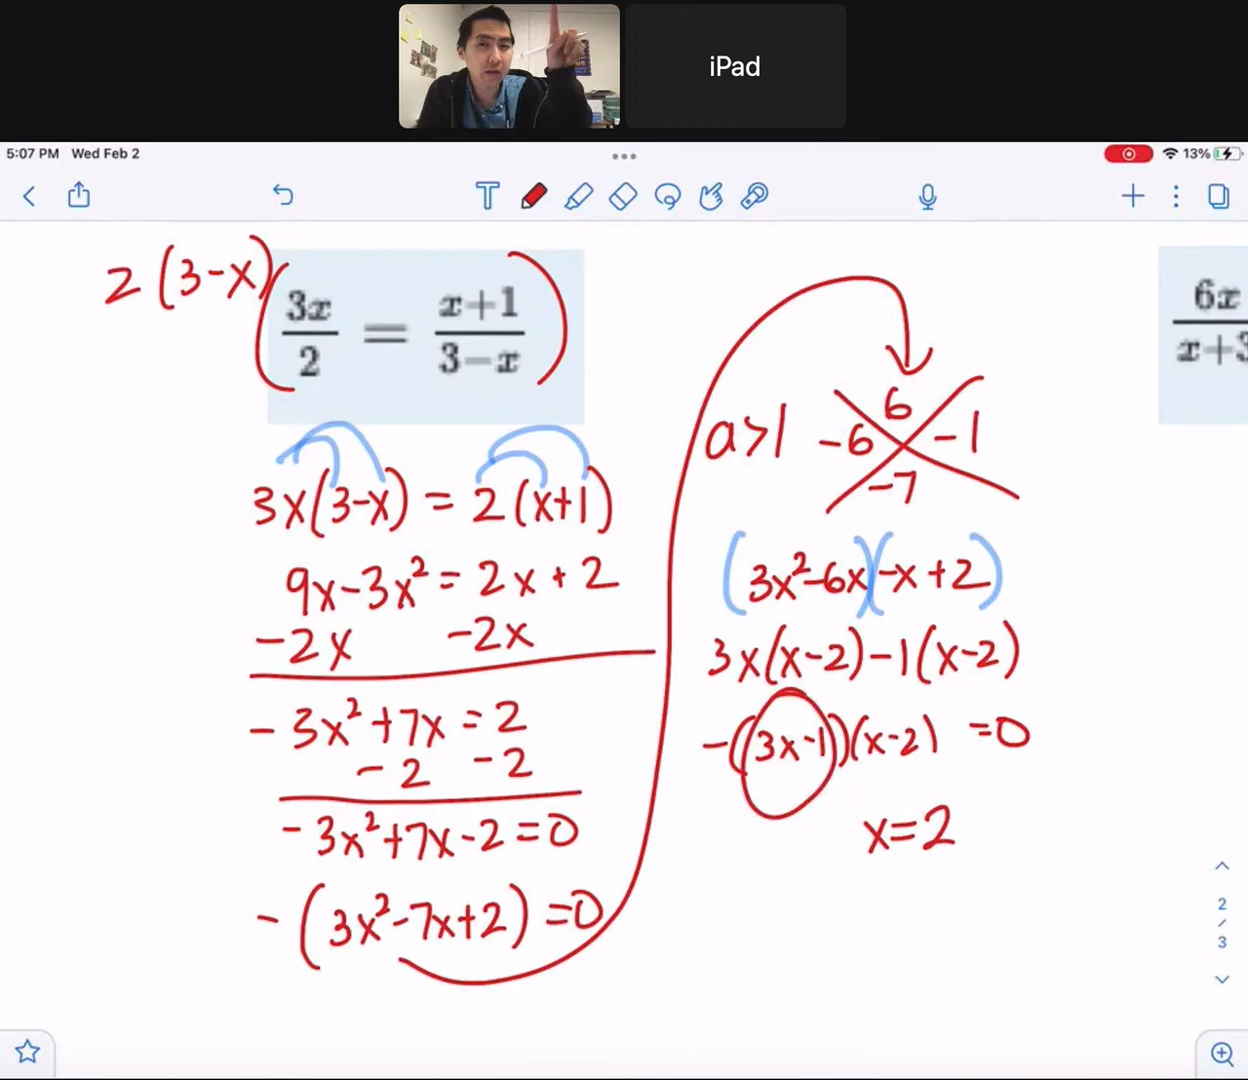 iPad
5:07 PM Wed Feb 2
13%
T
2 (3-x) ( 3x/2 = x+1/3-x )
3x(3-x) = 2(x+1)
9x-3x² = 2x+2
-2x -2x
-3x²+7x = 2
-2 -2
-3x²+7x-2=0
-(3x²-7x+2) =0
a>1
6
-6 -1
-7
(3x²-6x)(-x+2)
3x(x-2)-1(x-2)
-((3x-1))(x-2) =0
x=2
6x
x+3
2
/
3